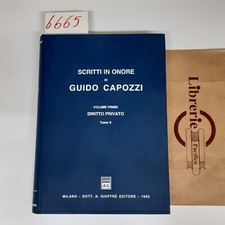 6665
SCRITTI IN ONORE
DI
GUIDO CAPOZZI
VOLUME PRIMO
DIRITTO PRIVATO
Tomo II
MILANO - DOTT. A. GIUFFRÈ EDITORE - 1992
Librerie